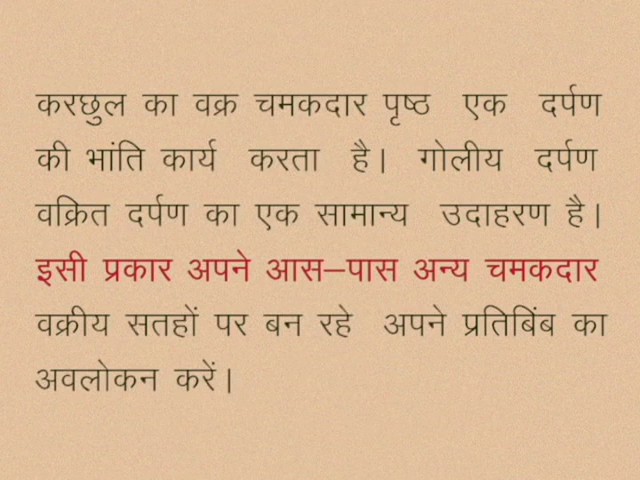 करछुल का वक्र चमकदार पृष्ठ एक दर्पण
की भांति कार्य करता है। गोलीय दर्पण
वक्रित दर्पण का एक सामान्य उदाहरण है।
इसी प्रकार अपने आस–पास अन्य चमकदार
वक्रीय सतहों पर बन रहे अपने प्रतिबिंब का
अवलोकन करें।